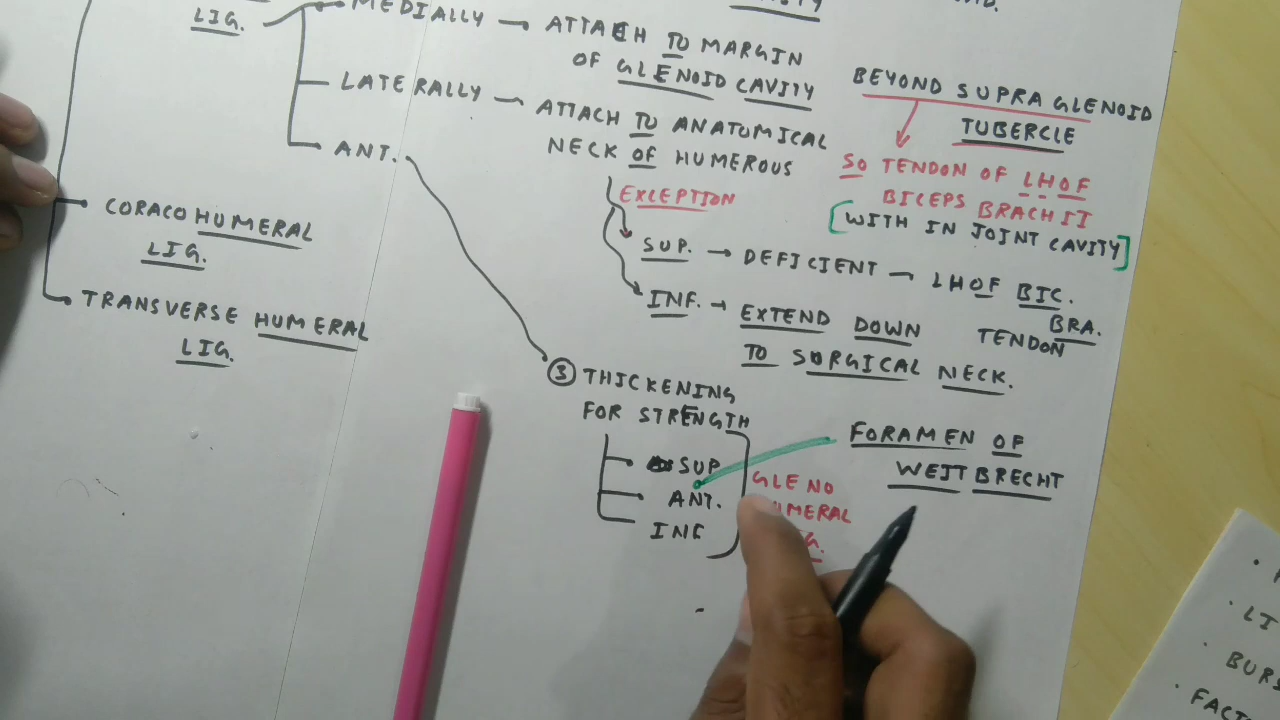 LIG.
MEDIALLY → ATTACH TO MARGIN
OF GLENOID CAVITY
LATERALLY → ATTACH TO ANATOMICAL
NECK OF HUMEROUS
ANT.
BEYOND SUPRA GLENOID
TUBERCLE
SO TENDON OF LHOF
BICEPS BRACHII
[WITH IN JOINT CAVITY]
EXCEPTION
SUP. → DEFICIENT → LHOF BIC.
BRA.
TENDON
INF. → EXTEND DOWN
TO SURGICAL NECK.
CORACO HUMERAL
LIG.
TRANSVERSE HUMERAL
LIG.
③ THICKENING
FOR STRENGTH
SUP
ANT.
INF
GLENO
FORAMEN OF
WEITBRECHT
LI
BURS
FACT